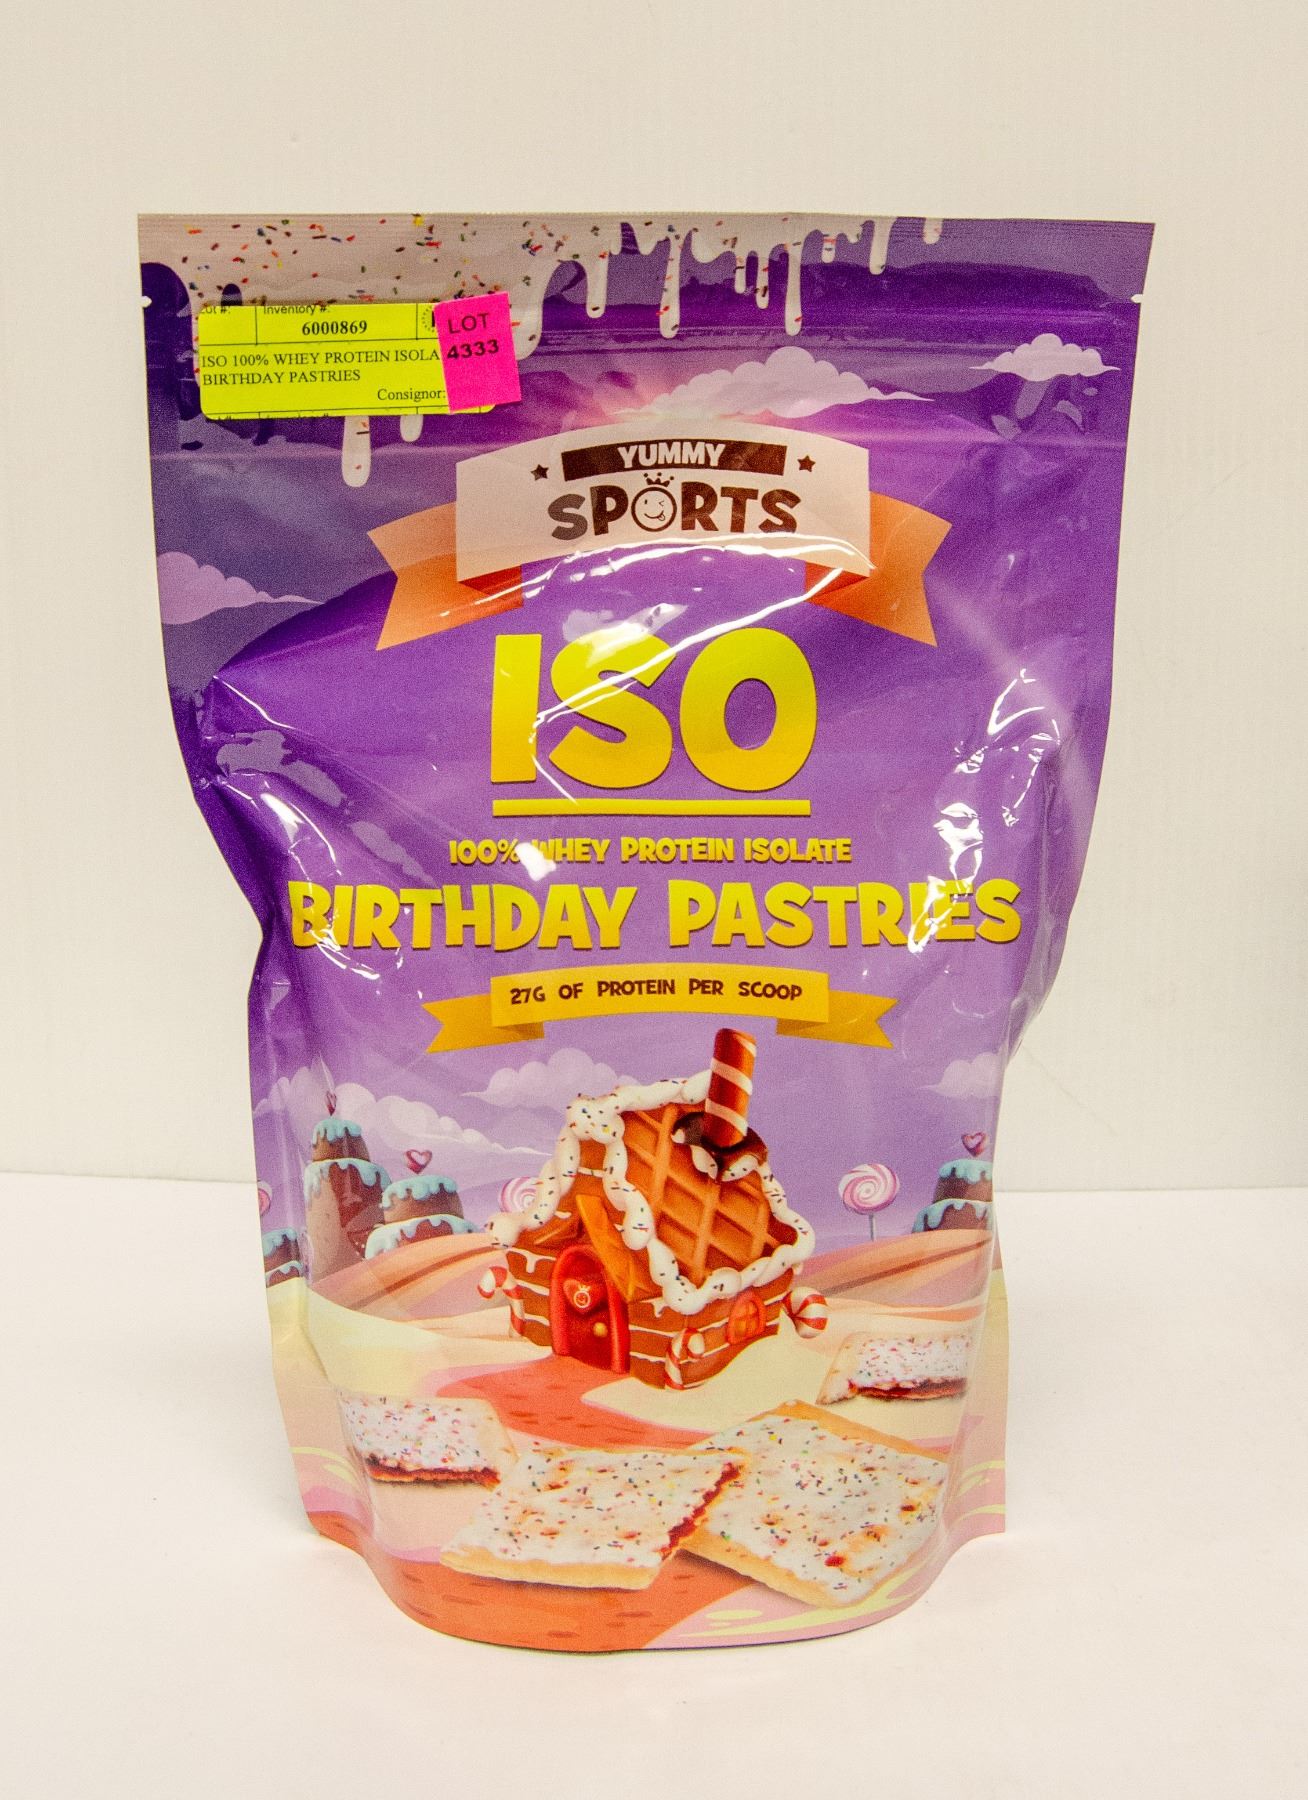 Inventory #:
6000869
LOT
4333
ISO 100% WHEY PROTEIN ISOLA
BIRTHDAY PASTRIES
Consignor:
YUMMY
SPORTS
ISO
100% WHEY PROTEIN ISOLATE
BIRTHDAY PASTRIES
27G OF PROTEIN PER SCOOP